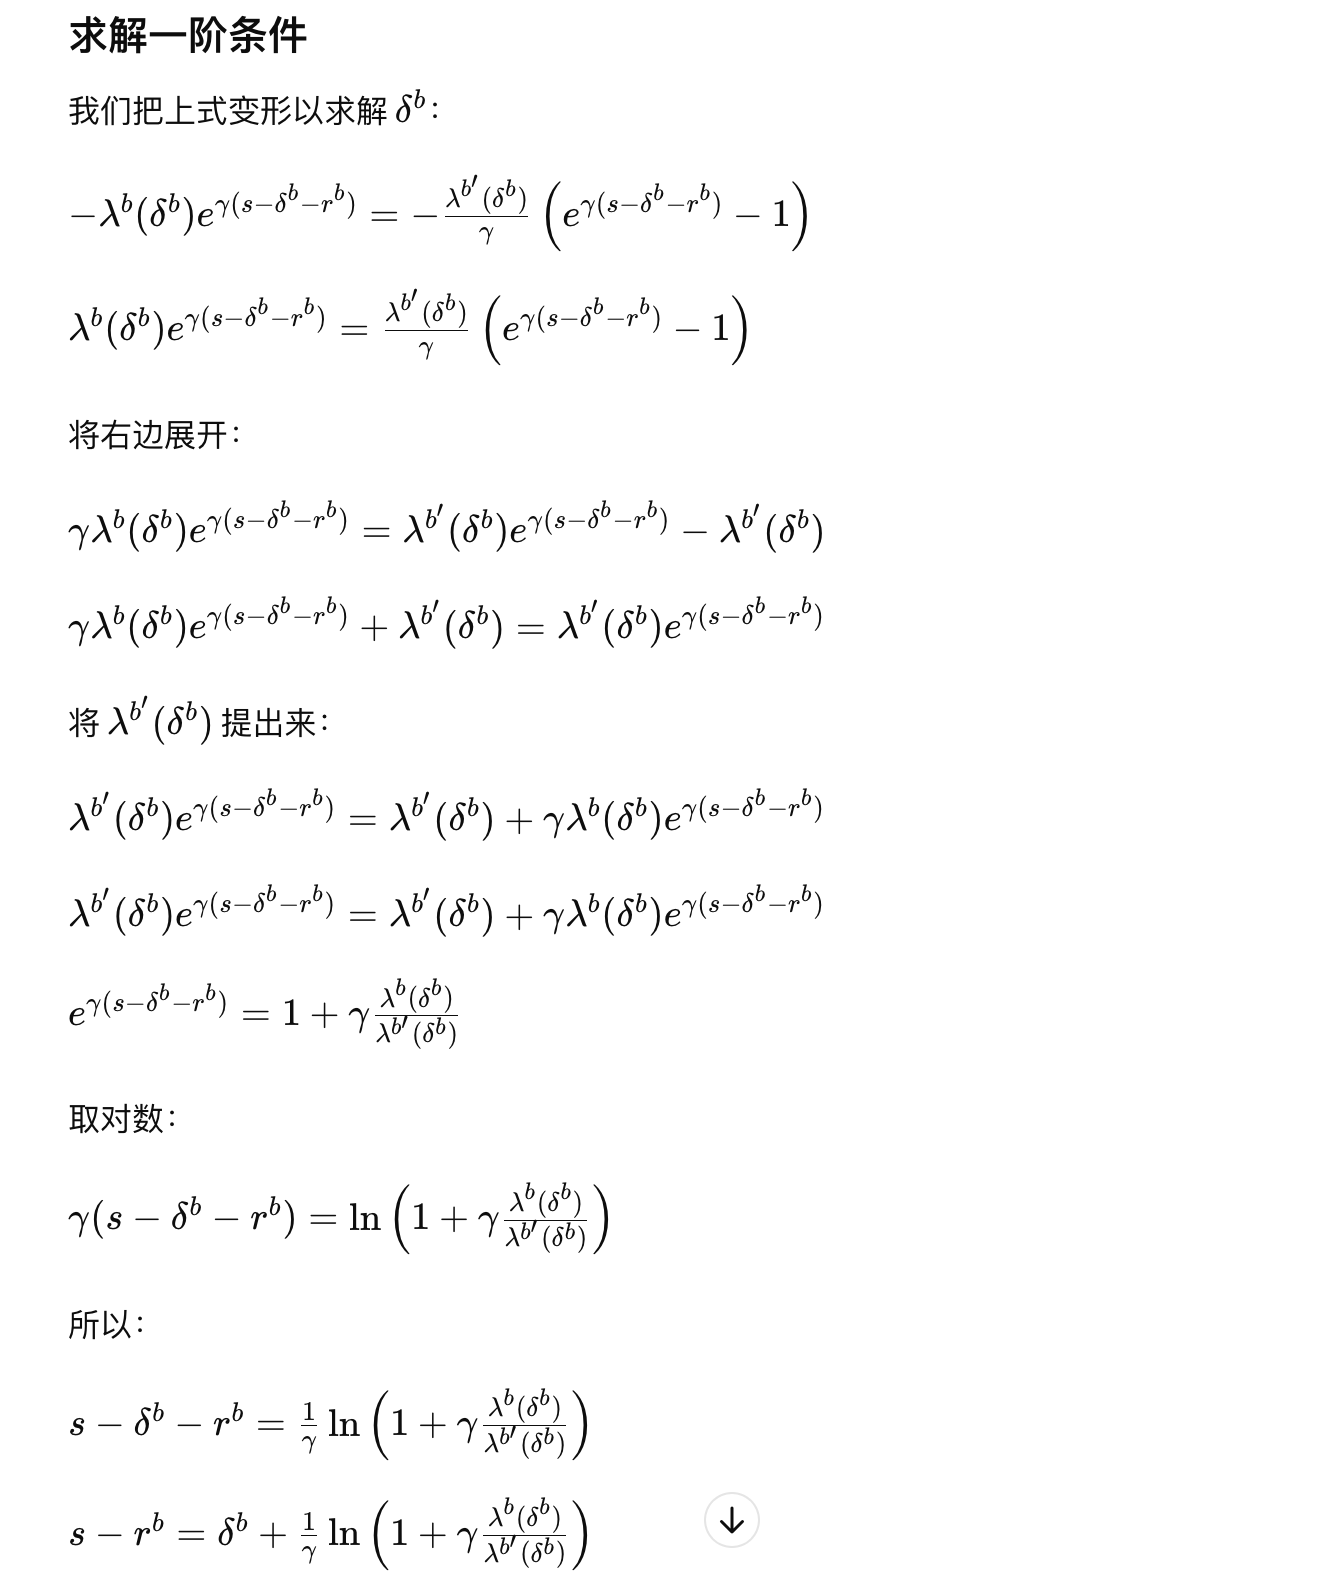 求解一阶条件
我们把上式变形以求解 $\delta^b$：
$-\lambda^b(\delta^b)e^{\gamma(s-\delta^b-r^b)} = -\frac{\lambda^{b'}(\delta^b)}{\gamma}\left(e^{\gamma(s-\delta^b-r^b)} - 1\right)$
$\lambda^b(\delta^b)e^{\gamma(s-\delta^b-r^b)} = \frac{\lambda^{b'}(\delta^b)}{\gamma}\left(e^{\gamma(s-\delta^b-r^b)} - 1\right)$
将右边展开：
$\gamma\lambda^b(\delta^b)e^{\gamma(s-\delta^b-r^b)} = \lambda^{b'}(\delta^b)e^{\gamma(s-\delta^b-r^b)} - \lambda^{b'}(\delta^b)$
$\gamma\lambda^b(\delta^b)e^{\gamma(s-\delta^b-r^b)} + \lambda^{b'}(\delta^b) = \lambda^{b'}(\delta^b)e^{\gamma(s-\delta^b-r^b)}$
将 $\lambda^{b'}(\delta^b)$ 提出来：
$\lambda^{b'}(\delta^b)e^{\gamma(s-\delta^b-r^b)} = \lambda^{b'}(\delta^b) + \gamma\lambda^b(\delta^b)e^{\gamma(s-\delta^b-r^b)}$
$\lambda^{b'}(\delta^b)e^{\gamma(s-\delta^b-r^b)} = \lambda^{b'}(\delta^b) + \gamma\lambda^b(\delta^b)e^{\gamma(s-\delta^b-r^b)}$
$e^{\gamma(s-\delta^b-r^b)} = 1 + \gamma\frac{\lambda^b(\delta^b)}{\lambda^{b'}(\delta^b)}$
取对数：
$\gamma(s - \delta^b - r^b) = \ln\left(1 + \gamma\frac{\lambda^b(\delta^b)}{\lambda^{b'}(\delta^b)}\right)$
所以：
$s - \delta^b - r^b = \frac{1}{\gamma}\ln\left(1 + \gamma\frac{\lambda^b(\delta^b)}{\lambda^{b'}(\delta^b)}\right)$
$s - r^b = \delta^b + \frac{1}{\gamma}\ln\left(1 + \gamma\frac{\lambda^b(\delta^b)}{\lambda^{b'}(\delta^b)}\right)$